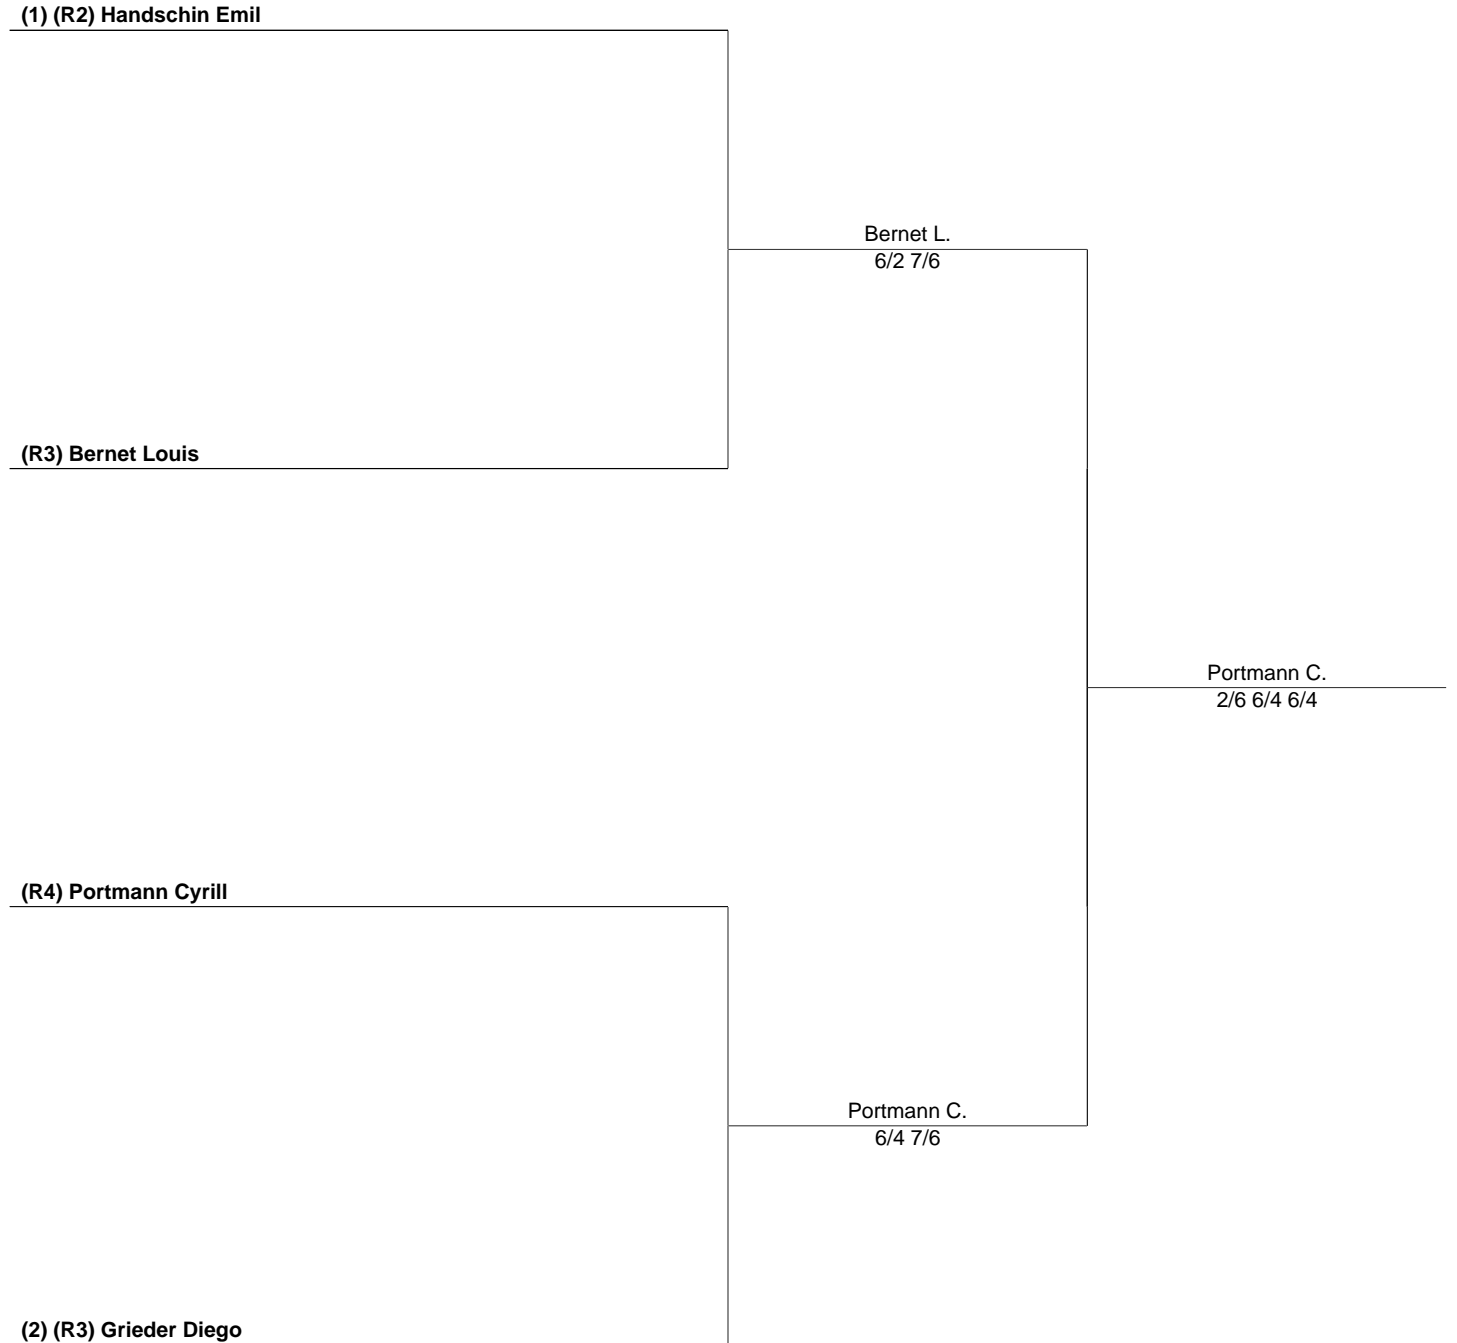 (1) (R2) Handschin Emil
Bernet L.
6/2 7/6
(R3) Bernet Louis
Portmann C.
2/6 6/4 6/4
(R4) Portmann Cyrill
Portmann C.
6/4 7/6
(2) (R3) Grieder Diego